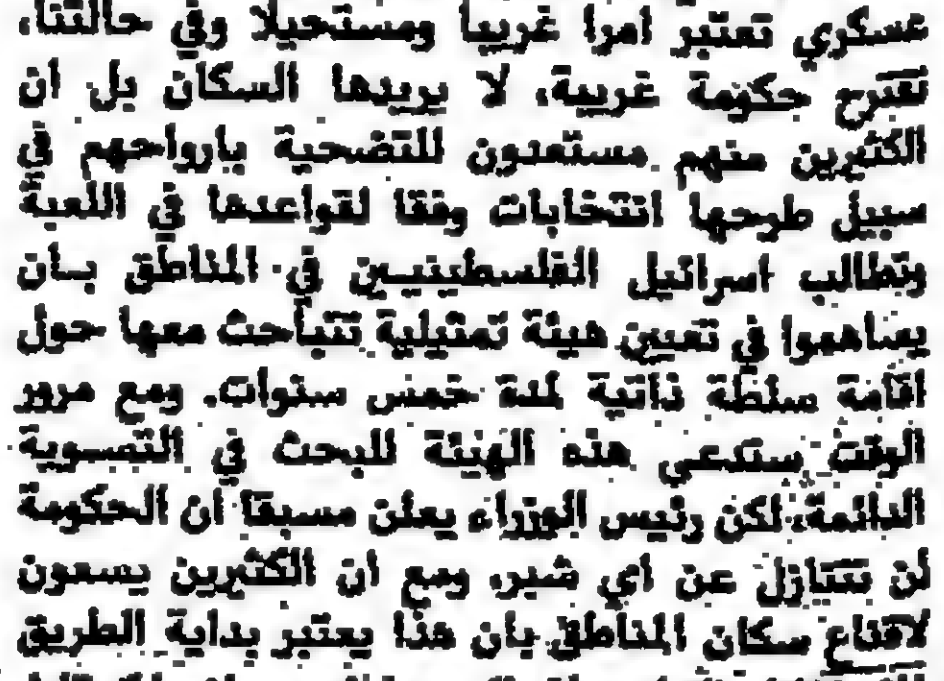 عسكري تعتبر امرا غريبا ومستحيلا وفي حالتنا،
تقترح حكومة غريبة، لا يريدها السكان بل ان
الكثيرين منهم مستعدون للتضحية بارواحهم في
سبيل طرحها انتخابات وفقا لقواعدها في اللعبة
وتطالب اسرائيل الفلسطينيين في المناطق بان
يساهموا في تعيين هيئة تمثيلية تتباحث معها حول
اقامة سلطة ذاتية لمدة خمس سنوات. ومع مرور
الوقت ستدعى هذه الهيئة للبحث في التسوية
الدائمة، لكن رئيس الوزراء يعلن مسبقا ان الحكومة
لن تتنازل عن اي شبر، ومع ان الكثيرين يسعون
لاقناع سكان المناطق بان هذا يعتبر بداية الطريق